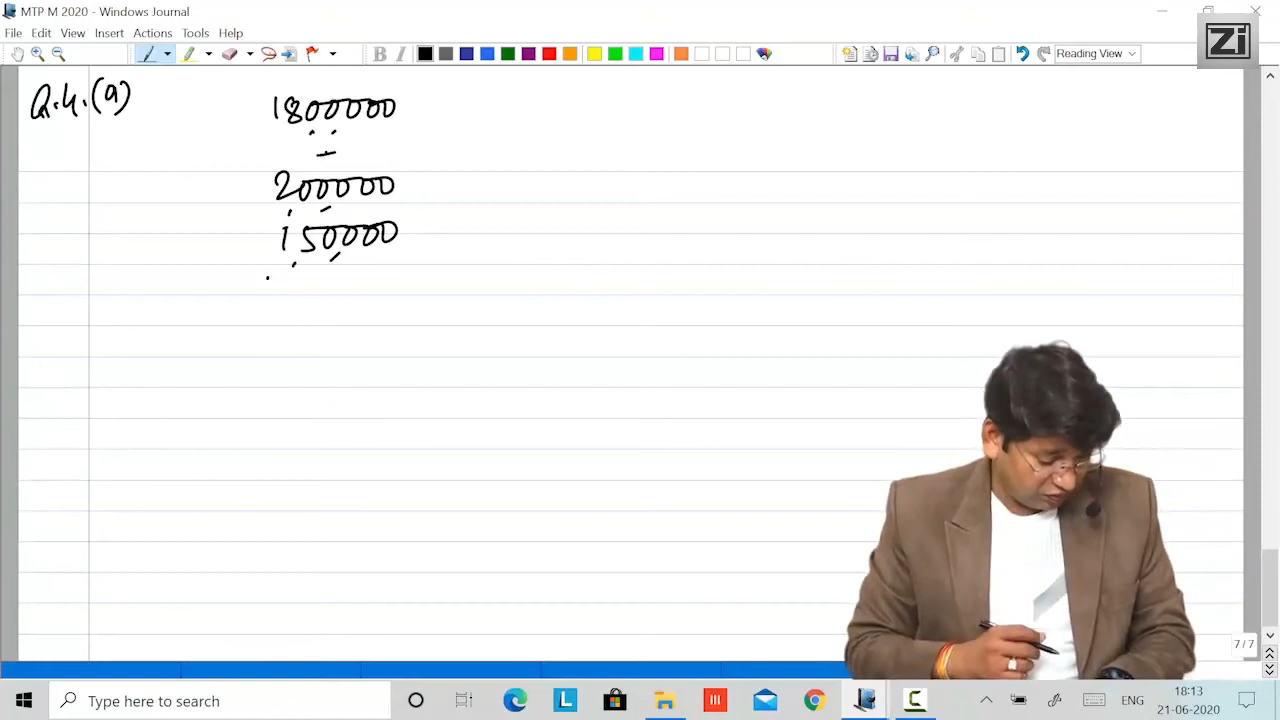 MTP M 2020 - Windows Journal
File Edit View Insert Actions Tools Help
B I Reading View
Zi
Q.4.(a)
1800000
200000
150000
7 / 7
Type here to search
L
ENG
18:13
21-06-2020